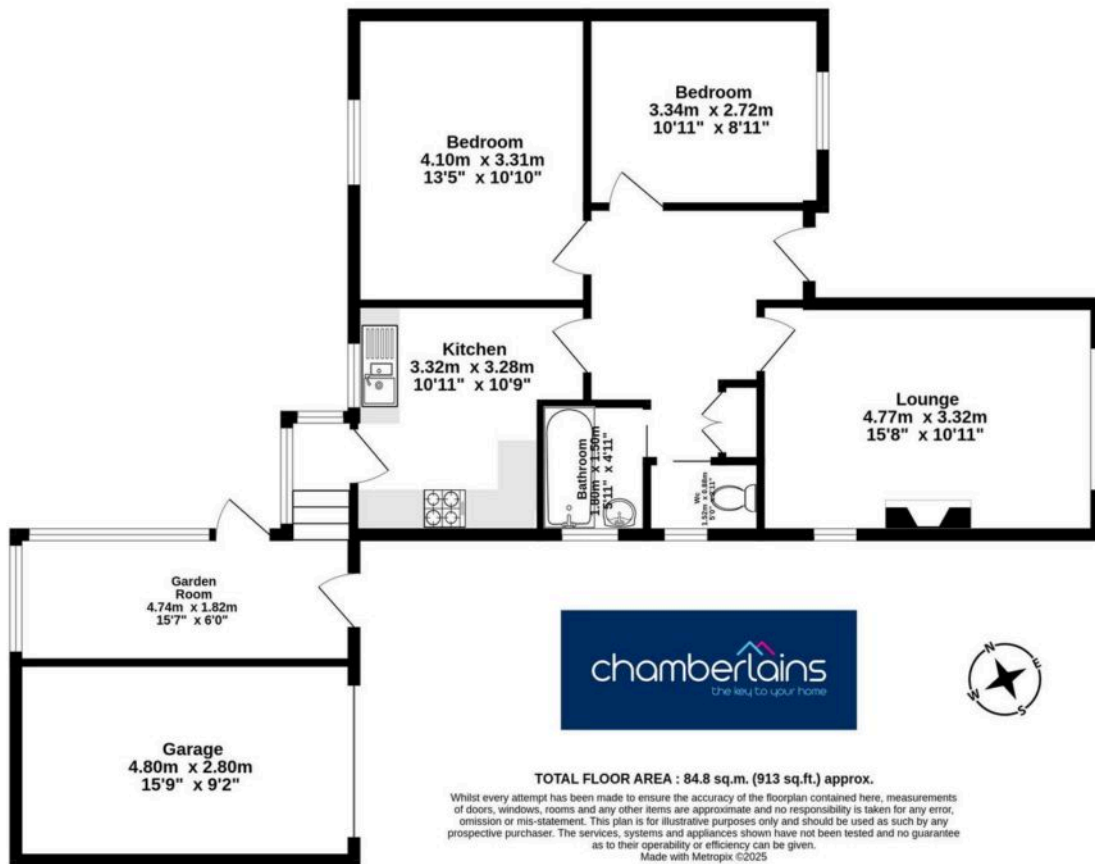 Bedroom
4.10m x 3.31m
13'5" x 10'10"
Bedroom
3.34m x 2.72m
10'11" x 8'11"
Kitchen
3.32m x 3.28m
10'11" x 10'9"
Lounge
4.77m x 3.32m
15'8" x 10'11"
Bathroom
1.80m x 1.50m
5'11" x 4'11"
Wc
1.52m x 0.88m
5'0" x 2'11"
Garden
Room
4.74m x 1.82m
15'7" x 6'0"
Garage
4.80m x 2.80m
15'9" x 9'2"
chamberlains
the key to your home
N
E
S
W
TOTAL FLOOR AREA : 84.8 sq.m. (913 sq.ft.) approx.
Whilst every attempt has been made to ensure the accuracy of the floorplan contained here, measurements
of doors, windows, rooms and any other items are approximate and no responsibility is taken for any error,
omission or mis-statement. This plan is for illustrative purposes only and should be used as such by any
prospective purchaser. The services, systems and appliances shown have not been tested and no guarantee
as to their operability or efficiency can be given.
Made with Metropix ©2025